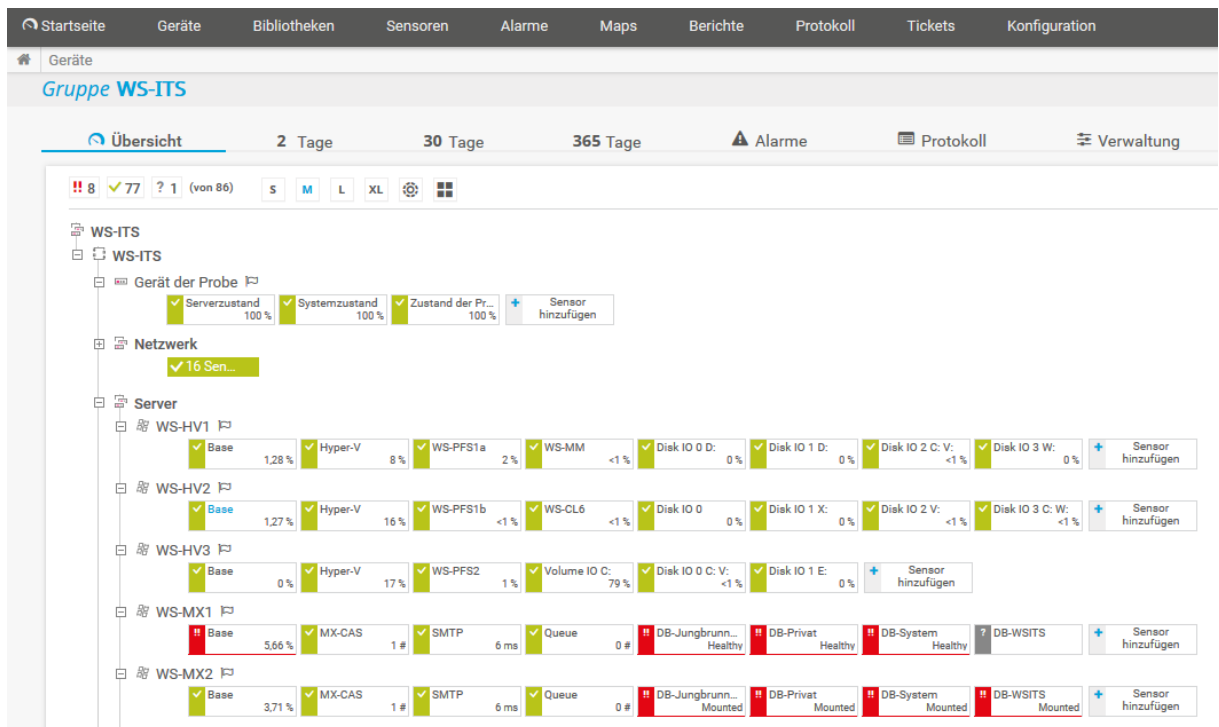 Startseite Geräte Bibliotheken Sensoren Alarme Maps Berichte Protokoll Tickets Konfiguration
Geräte
Gruppe WS-ITS
Übersicht 2 Tage 30 Tage 365 Tage Alarme Protokoll Verwaltung
!! 8 77 ? 1 (von 86) S M L XL
WS-ITS
WS-ITS
Gerät der Probe
Serverzustand Systemzustand Zustand der Pr... + Sensor
100 % 100 % 100 % hinzufügen
Netzwerk
16 Sen...
Server
WS-HV1
Base Hyper-V WS-PFS1a WS-MM Disk IO 0 D: Disk IO 1 D: Disk IO 2 C: V: Disk IO 3 W: + Sensor
1,28 % 8 % 2 % <1 % 0 % 0 % <1 % 0 % hinzufügen
WS-HV2
Base Hyper-V WS-PFS1b WS-CL6 Disk IO 0 Disk IO 1 X: Disk IO 2 V: Disk IO 3 C: W: + Sensor
1,27 % 16 % <1 % <1 % 0 % 0 % <1 % <1 % hinzufügen
WS-HV3
Base Hyper-V WS-PFS2 Volume IO C: Disk IO 0 C: V: Disk IO 1 E: + Sensor
0 % 17 % 1 % 79 % <1 % 0 % hinzufügen
WS-MX1
!! Base MX-CAS SMTP Queue !! DB-Jungbrunn... !! DB-Privat !! DB-System ? DB-WSITS + Sensor
5,66 % 1 # 6 ms 0 # Healthy Healthy Healthy hinzufügen
WS-MX2
Base MX-CAS SMTP Queue !! DB-Jungbrunn... !! DB-Privat !! DB-System !! DB-WSITS + Sensor
3,71 % 1 # 6 ms 0 # Mounted Mounted Mounted Mounted hinzufügen